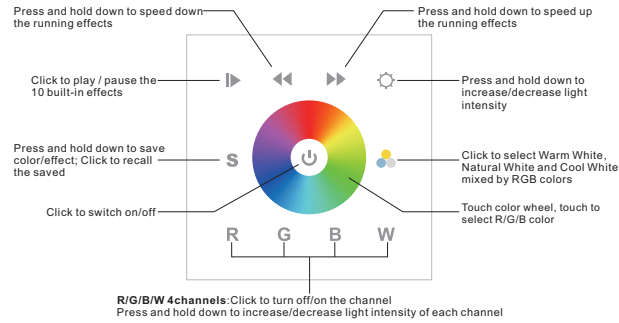 Press and hold down to speed down
the running effects
Press and hold down to speed up
the running effects
Click to play / pause the
10 built-in effects
Press and hold down to
increase/decrease light
intensity
Press and hold down to save
color/effect; Click to recall
the saved
S
Click to select Warm White,
Natural White and Cool White
mixed by RGB colors
Click to switch on/off
Touch color wheel, touch to
select R/G/B color
R G B W
R/G/B/W 4channels:Click to turn off/on the channel
Press and hold down to increase/decrease light intensity of each channel